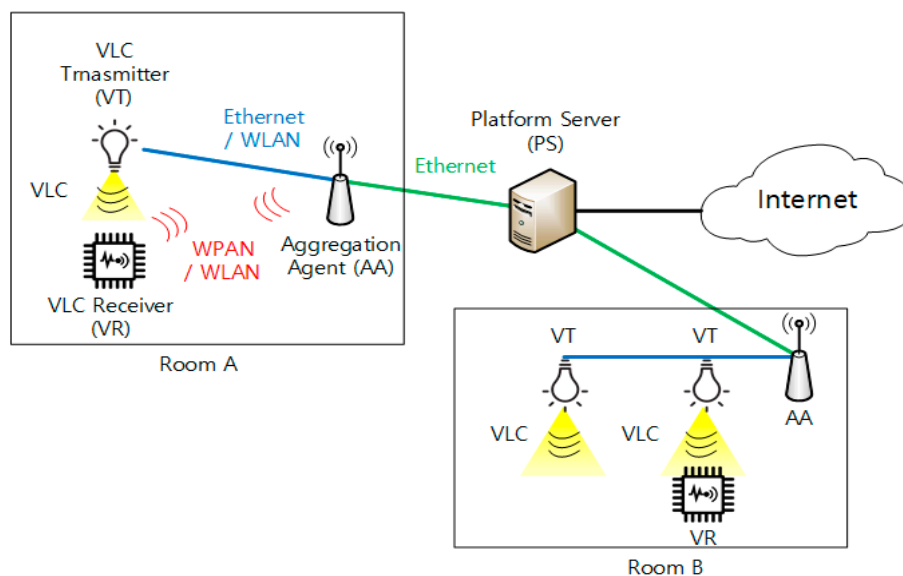 VLC
Trnasmitter
(VT)
Ethernet
/ WLAN
VLC
WPAN
/ WLAN
Aggregation
Agent (AA)
VLC Receiver
(VR)
Room A
Ethernet
Platform Server
(PS)
Internet
VT
VT
AA
VLC
VLC
VR
Room B